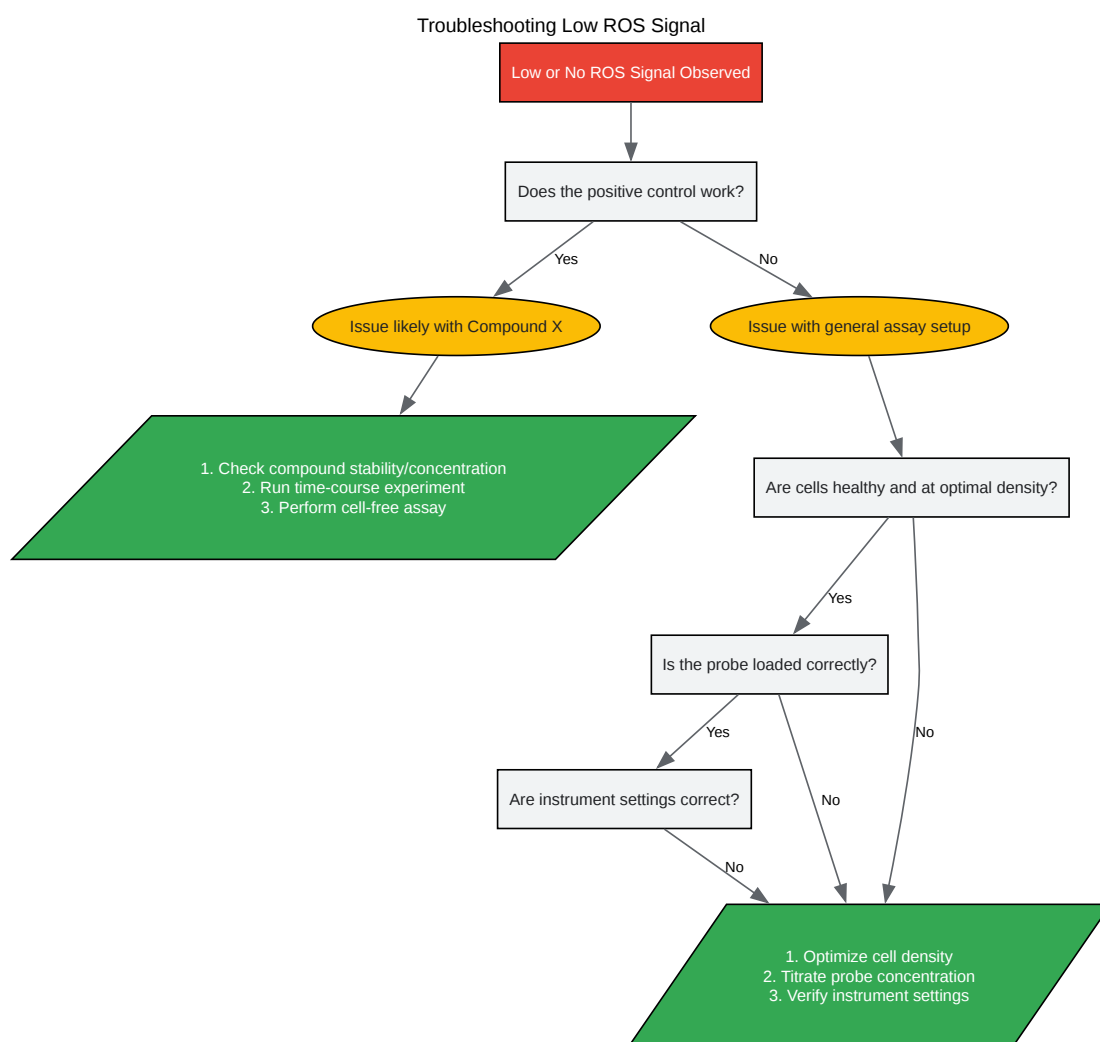 Troubleshooting Low ROS Signal
Low or No ROS Signal Observed
Does the positive control work?
Yes
No
Issue likely with Compound X
Issue with general assay setup
1. Check compound stability/concentration
2. Run time-course experiment
3. Perform cell-free assay
Are cells healthy and at optimal density?
Yes
Is the probe loaded correctly?
Yes
No
Are instrument settings correct?
No
No
1. Optimize cell density
2. Titrate probe concentration
3. Verify instrument settings